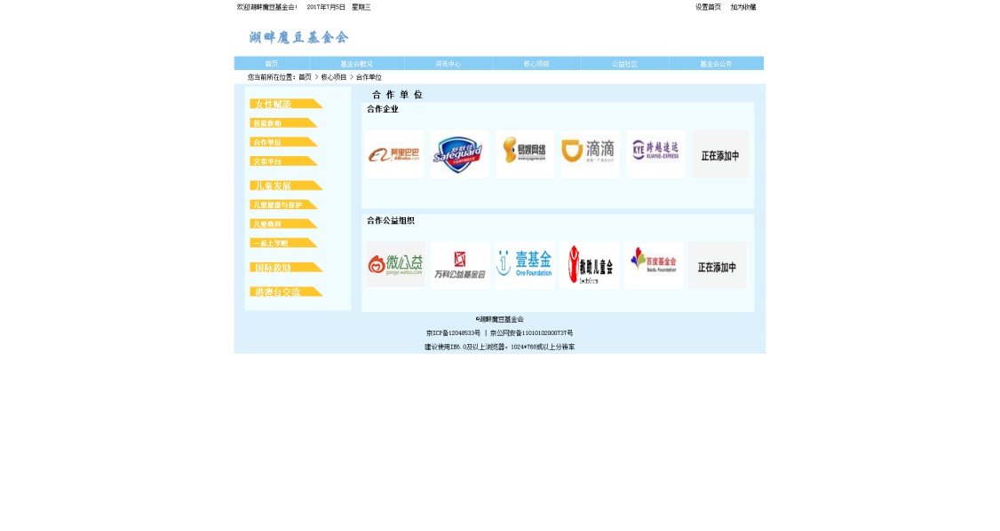 欢迎湖畔魔豆基金会! 2017年7月5日 星期三 设置首页 加为收藏
湖畔魔豆基金会
首页 基金会概况 资讯中心 核心项目 公益社区 基金会公务
您当前所在位置: 首页 > 核心项目 > 合作单位
女性赋能
技能救助
合作单位
义卖平台
儿童发展
儿童健康与保护
儿童教育
一起上学吧
国际救助
港澳台交流
合 作 单 位
合作企业
阿里巴巴 Alibaba.com
舒肤佳 Safeguard
易娱网络
滴滴
KYE 跨越速运 KUAYUE-EXPRESS
正在添加中
合作公益组织
微公益 gongyi.weibo.com
万科公益基金会
壹基金 One Foundation
救助儿童会
百度基金会 Baidu Foundation
正在添加中
©湖畔魔豆基金会
京ICP备12048533号 | 京公网安备11010102000737号
建议使用IE6.0及以上浏览器,1024*768或以上分辨率